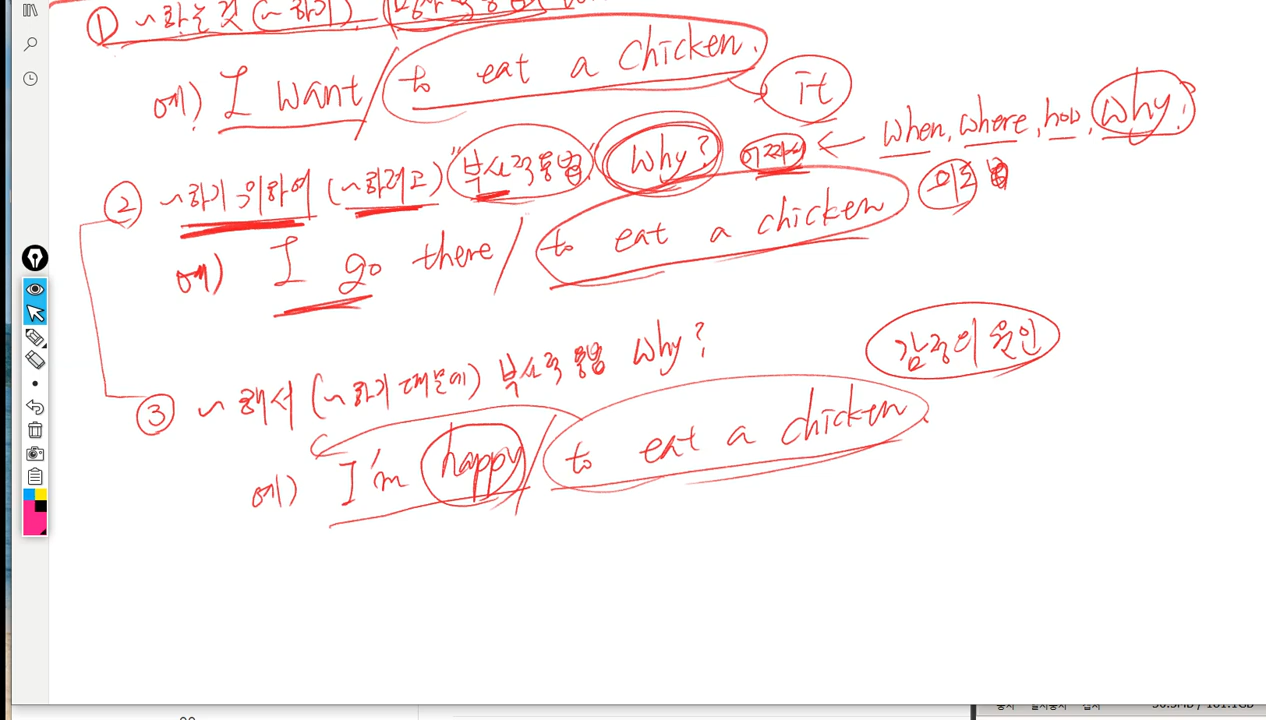 ① ~하는 것 (~하기)
예) I want / to eat a chicken. it
② ~하기 위하여 (~하려고) "부사적용법" why? ← when, where, how, why?
예) I go there / to eat a chicken 의도
③ ~해서 (~하기 때문에) 부사적 용법 why? 감정의 원인
예) I'm happy / to eat a chicken